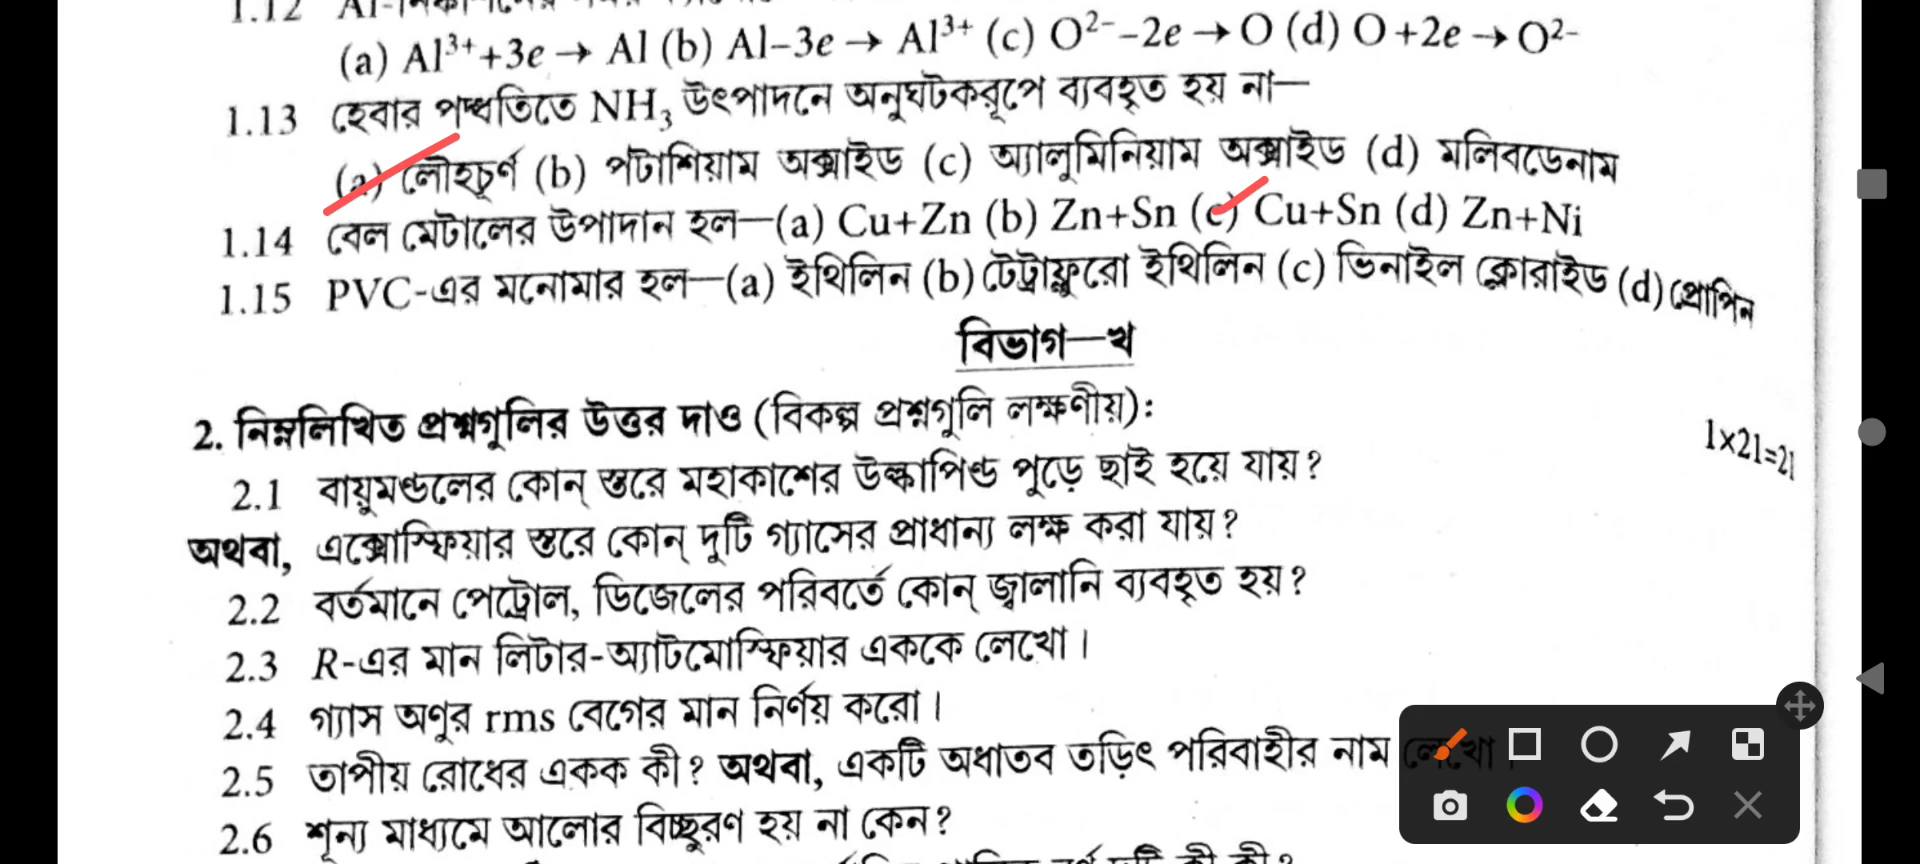 1.12
(a) Al³⁺+3e → Al (b) Al−3e → Al³⁺ (c) O²⁻−2e → O (d) O+2e → O²⁻
1.13 হেবার পদ্ধতিতে NH₃ উৎপাদনে অনুঘটকরূপে ব্যবহৃত হয় না—
(a) লৌহচূর্ণ (b) পটাশিয়াম অক্সাইড (c) অ্যালুমিনিয়াম অক্সাইড (d) মলিবডেনাম
1.14 বেল মেটালের উপাদান হল—(a) Cu+Zn (b) Zn+Sn (c) Cu+Sn (d) Zn+Ni
1.15 PVC-এর মনোমার হল—(a) ইথিলিন (b) টেট্রাফ্লুরো ইথিলিন (c) ভিনাইল ক্লোরাইড (d) প্রোপিন
বিভাগ—খ
2. নিম্নলিখিত প্রশ্নগুলির উত্তর দাও (বিকল্প প্রশ্নগুলি লক্ষণীয়): 1×21=21
2.1 বায়ুমণ্ডলের কোন্ স্তরে মহাকাশের উল্কাপিণ্ড পুড়ে ছাই হয়ে যায়?
অথবা, এক্সোস্ফিয়ার স্তরে কোন্ দুটি গ্যাসের প্রাধান্য লক্ষ করা যায়?
2.2 বর্তমানে পেট্রোল, ডিজেলের পরিবর্তে কোন্ জ্বালানি ব্যবহৃত হয়?
2.3 R-এর মান লিটার-অ্যাটমোস্ফিয়ার এককে লেখো।
2.4 গ্যাস অণুর rms বেগের মান নির্ণয় করো।
2.5 তাপীয় রোধের একক কী? অথবা, একটি অধাতব তড়িৎ পরিবাহীর নাম লেখো।
2.6 শূন্য মাধ্যমে আলোর বিচ্ছুরণ হয় না কেন?